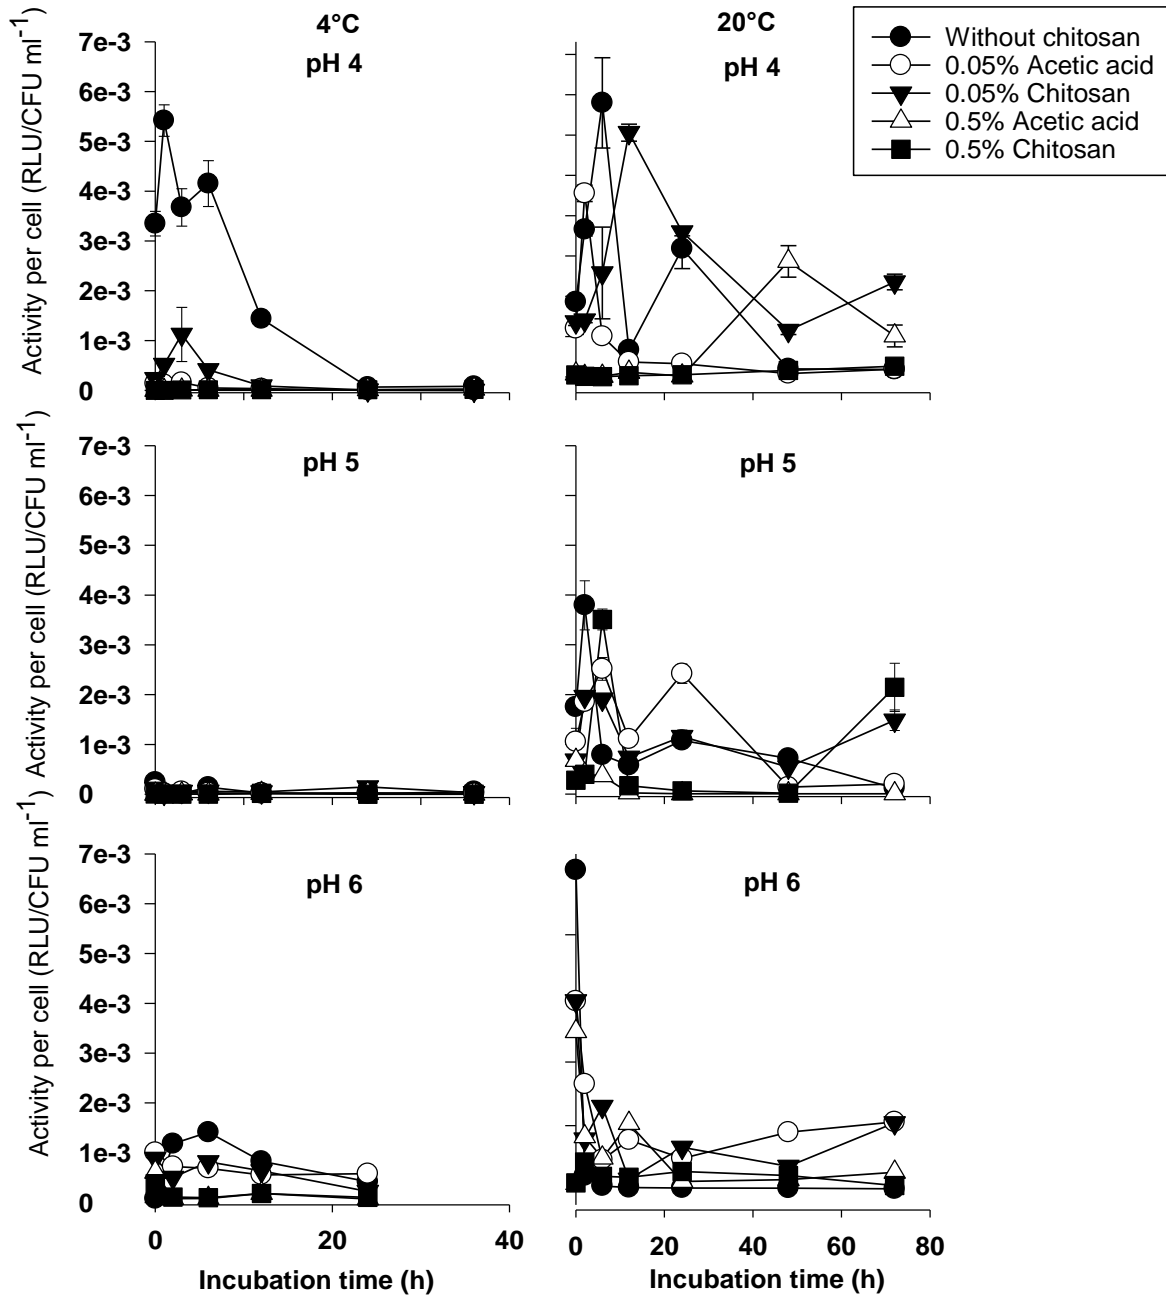 4°C
20°C
Without chitosan
0.05% Acetic acid
0.05% Chitosan
0.5% Acetic acid
0.5% Chitosan
Activity per cell (RLU/CFU ml-1)
7e-3
6e-3
5e-3
4e-3
3e-3
2e-3
1e-3
0
pH 4
pH 4
Activity per cell (RLU/CFU ml-1)
7e-3
6e-3
5e-3
4e-3
3e-3
2e-3
1e-3
0
pH 5
pH 5
Activity per cell (RLU/CFU ml-1)
7e-3
6e-3
5e-3
4e-3
3e-3
2e-3
1e-3
0
pH 6
pH 6
0 20 40
0 20 40 60 80
Incubation time (h)
Incubation time (h)